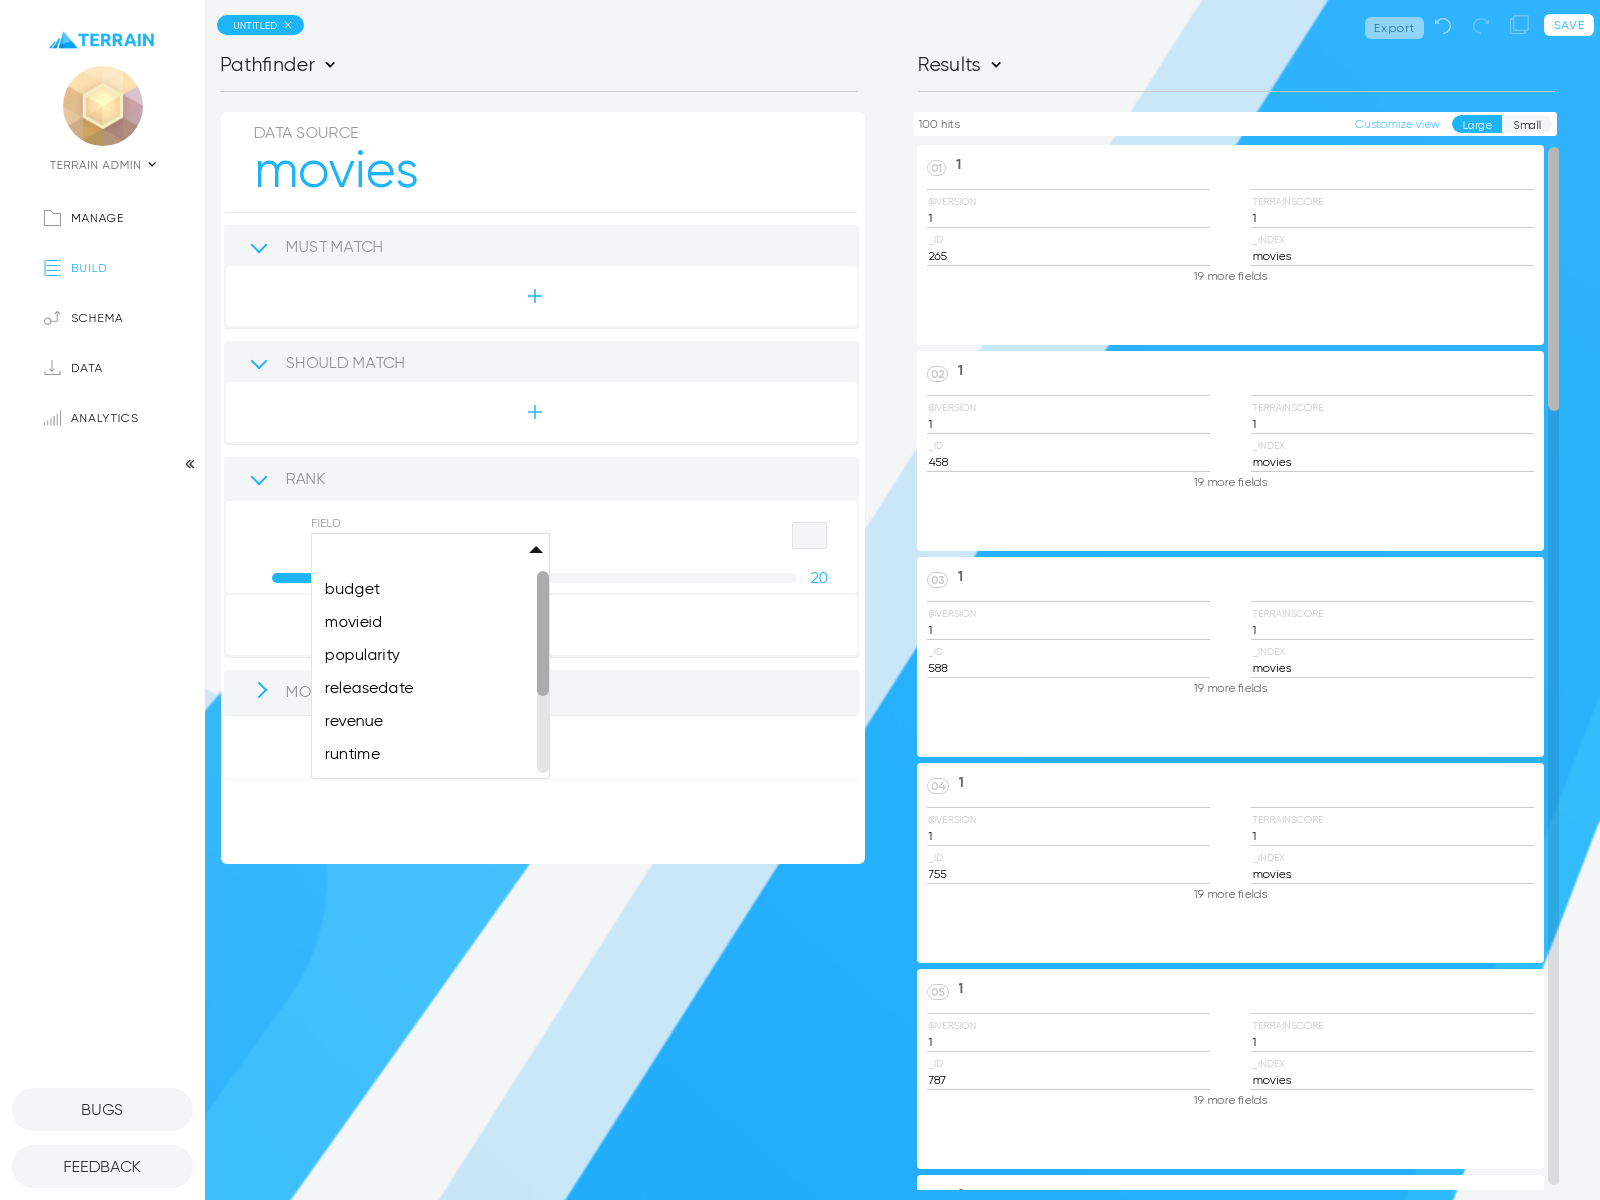 TERRAIN
TERRAIN ADMIN
MANAGE
BUILD
SCHEMA
DATA
ANALYTICS
BUGS
FEEDBACK
UNTITLED
Pathfinder
DATA SOURCE
movies
MUST MATCH
+
SHOULD MATCH
+
RANK
FIELD
20
budget
movieid
popularity
releasedate
revenue
runtime
MO
Export
SAVE
Results
100 hits
Customize view
Large
Small
01 1
@VERSION
1
TERRAINSCORE
1
_ID
265
_INDEX
movies
19 more fields
02 1
@VERSION
1
TERRAINSCORE
1
_ID
458
_INDEX
movies
19 more fields
03 1
@VERSION
1
TERRAINSCORE
1
_ID
588
_INDEX
movies
19 more fields
04 1
@VERSION
1
TERRAINSCORE
1
_ID
755
_INDEX
movies
19 more fields
05 1
@VERSION
1
TERRAINSCORE
1
_ID
787
_INDEX
movies
19 more fields